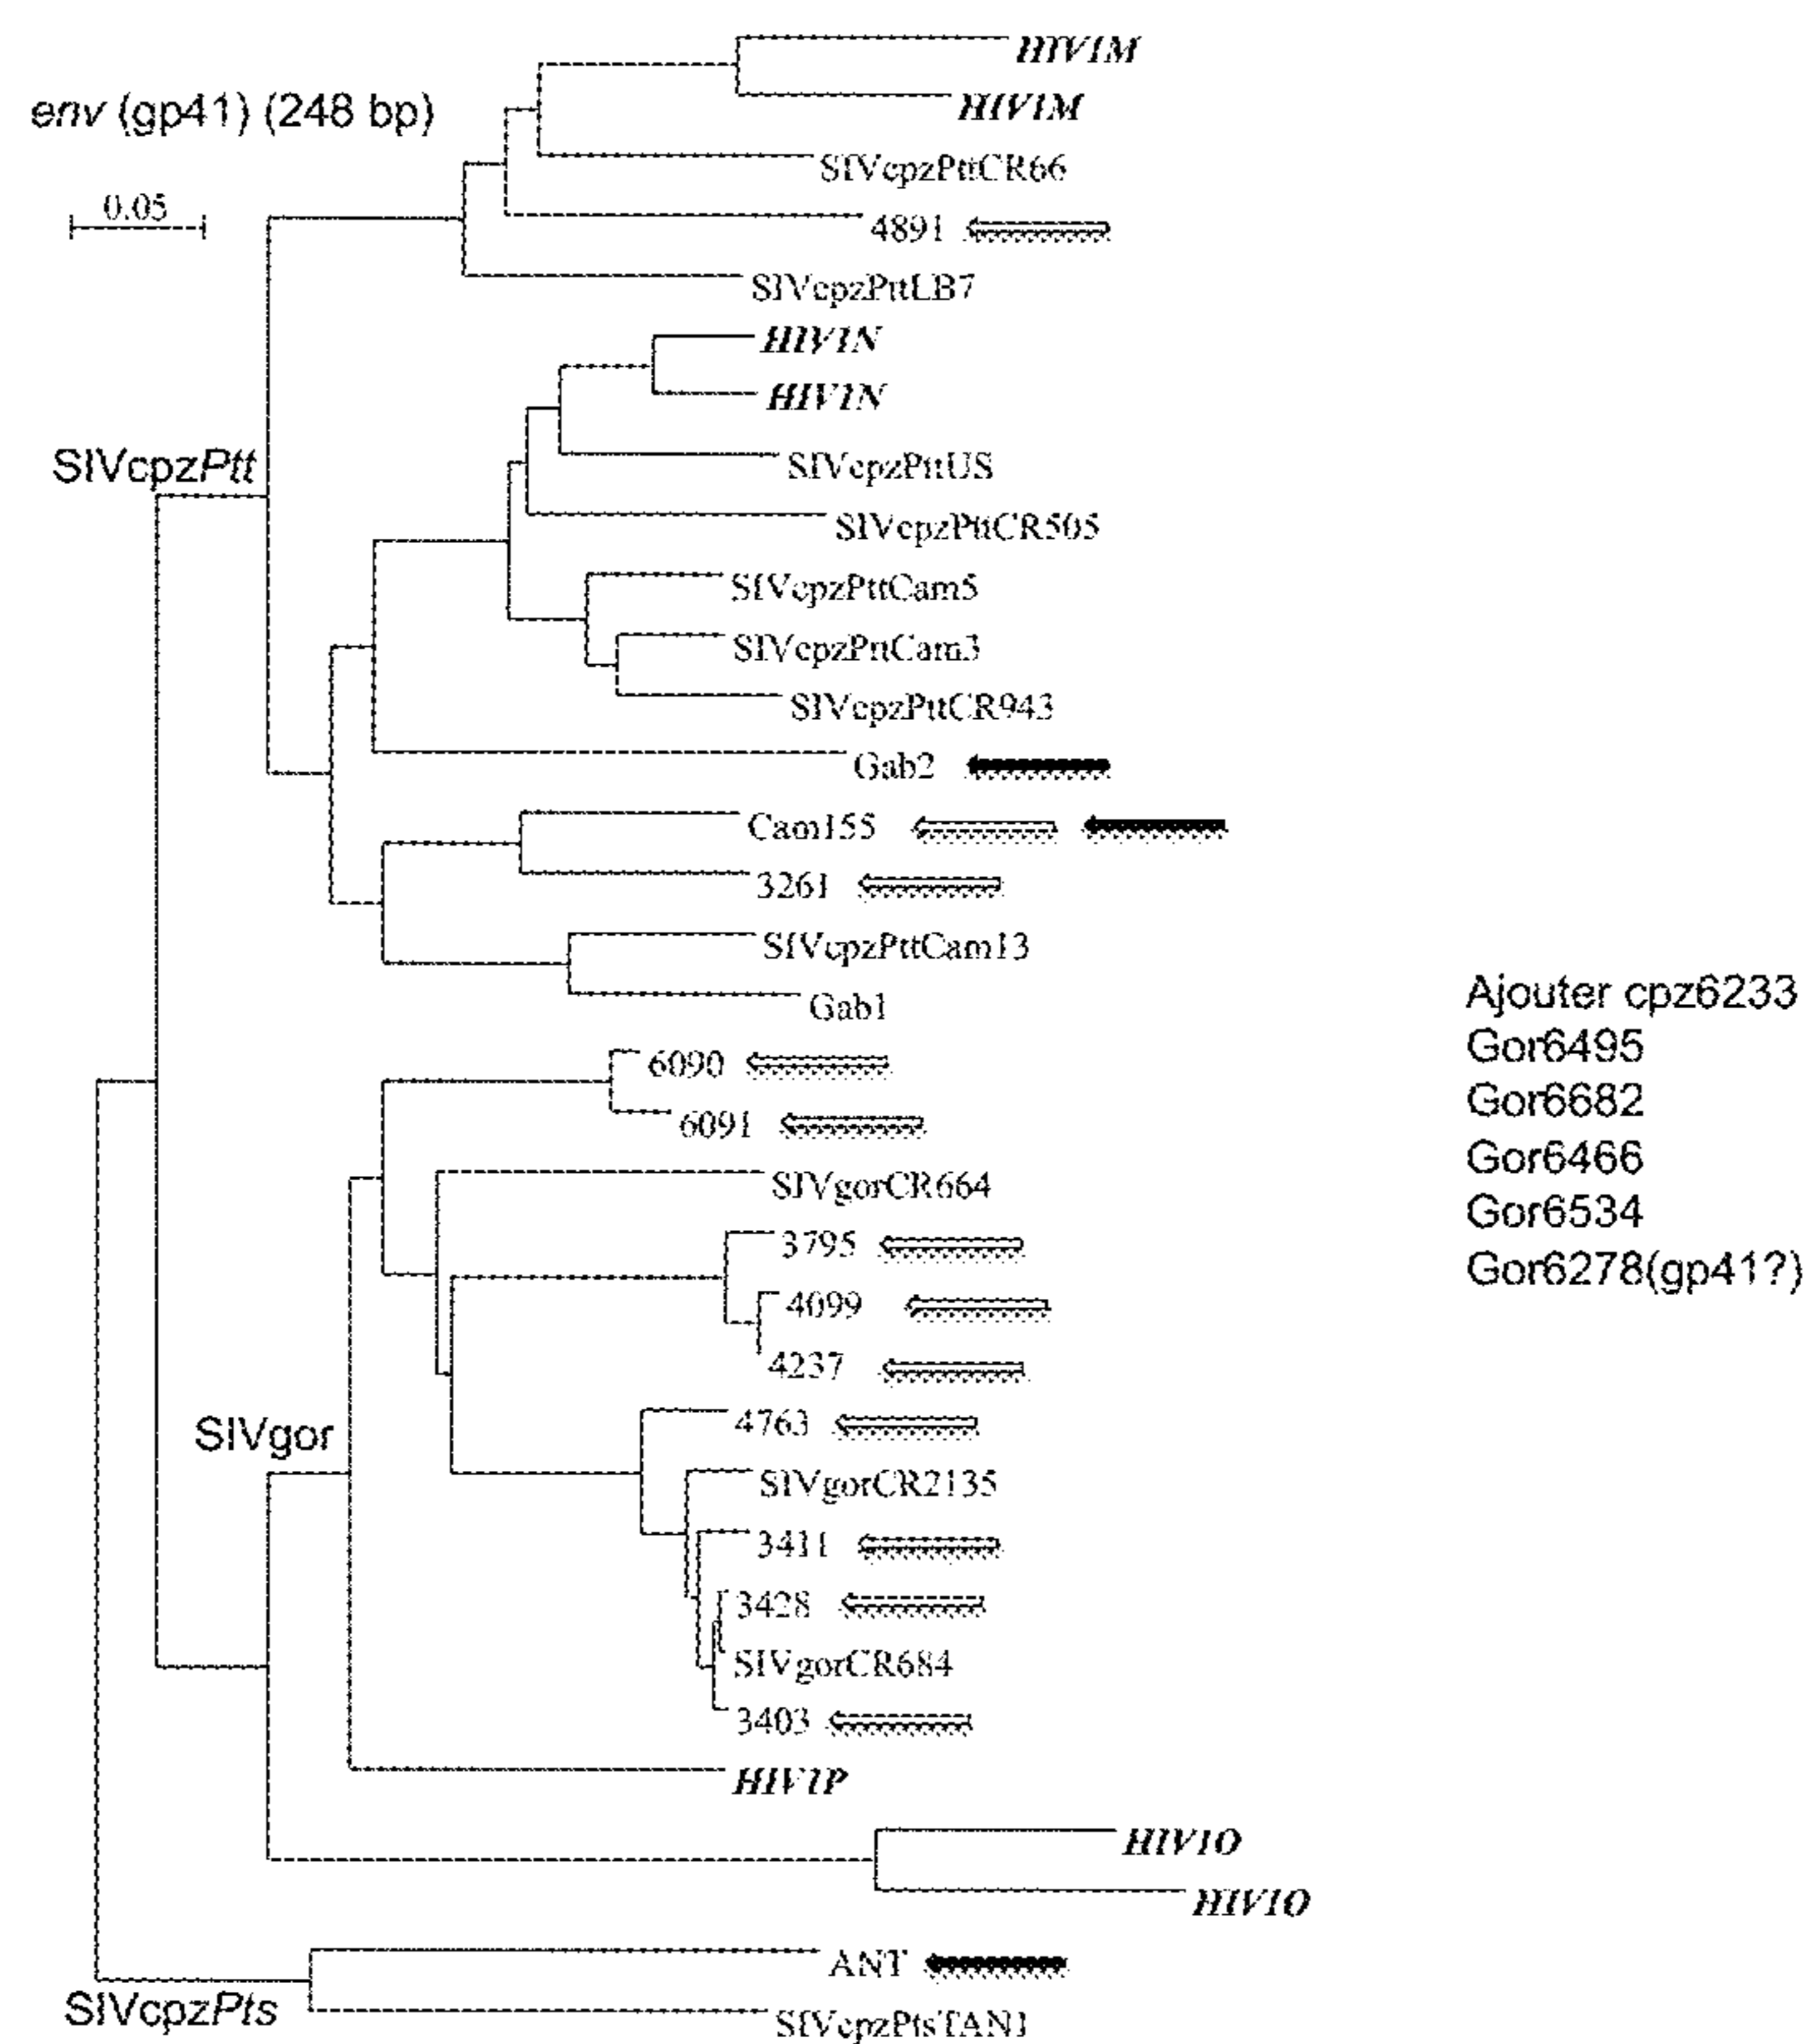 env (gp41) (248 bp)
0.05
HIV1M
HIV1M
SIVcpzPttCR66
4891
SIVcpzPttLB7
HIV1N
HIV1N
SIVcpzPtt
SIVcpzPttUS
SIVcpzPttCR505
SIVcpzPttCam5
SIVcpzPttCam3
SIVcpzPttCR943
Gab2
Cam155
3261
SIVcpzPttCam13
Gab1
Ajouter cpz6233
Gor6495
Gor6682
Gor6466
Gor6534
Gor6278(gp41?)
6090
6091
SIVgorCR664
3795
4099
4237
4763
SIVgor
SIVgorCR2135
3411
3428
SIVgorCR684
3403
HIV1P
HIV1O
HIV1O
ANT
SIVcpzPts
SIVcpzPtsTAN1